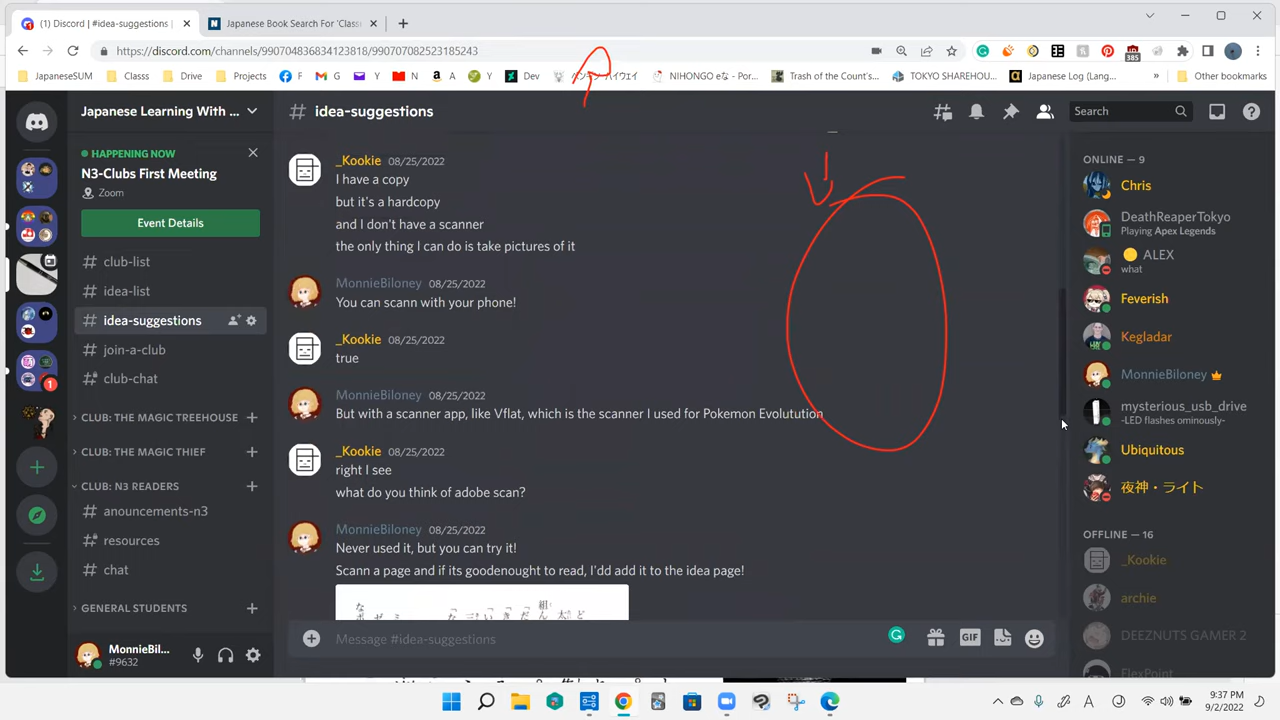 (1) Discord | #idea-suggestions
Japanese Book Search For 'Class
https://discord.com/channels/990704836834123818/990707082523185243
385
JapaneseSUM
Classs
Drive
Projects
F
G
Y
N
A
Y
Dev
NIHONGO eな - Por...
Trash of the Count's...
TOKYO SHAREHOU...
Japanese Log (Lang...
»
Other bookmarks
Japanese Learning With ...
# idea-suggestions
Search
HAPPENING NOW
N3-Clubs First Meeting
Zoom
Event Details
# club-list
# idea-list
# idea-suggestions
# join-a-club
# club-chat
CLUB: THE MAGIC TREEHOUSE
CLUB: THE MAGIC THIEF
CLUB: N3 READERS
# anouncements-n3
# resources
# chat
GENERAL STUDENTS
1
MonnieBil...
#9632
_Kookie 08/25/2022
I have a copy
but it's a hardcopy
and I don't have a scanner
the only thing I can do is take pictures of it
MonnieBiloney 08/25/2022
You can scann with your phone!
_Kookie 08/25/2022
true
MonnieBiloney 08/25/2022
But with a scanner app, like Vflat, which is the scanner I used for Pokemon Evolutution
_Kookie 08/25/2022
right I see
what do you think of adobe scan?
MonnieBiloney 08/25/2022
Never used it, but you can try it!
Scann a page and if its goodenought to read, I'dd add it to the idea page!
Message #idea-suggestions
GIF
ONLINE — 9
Chris
DeathReaperTokyo
Playing Apex Legends
ALEX
what
Feverish
Kegladar
MonnieBiloney
mysterious_usb_drive
-LED flashes ominously-
Ubiquitous
夜神・ライト
OFFLINE — 16
_Kookie
archie
DEEZNUTS GAMER 2
FlexPoint
A
9:37 PM
9/2/2022